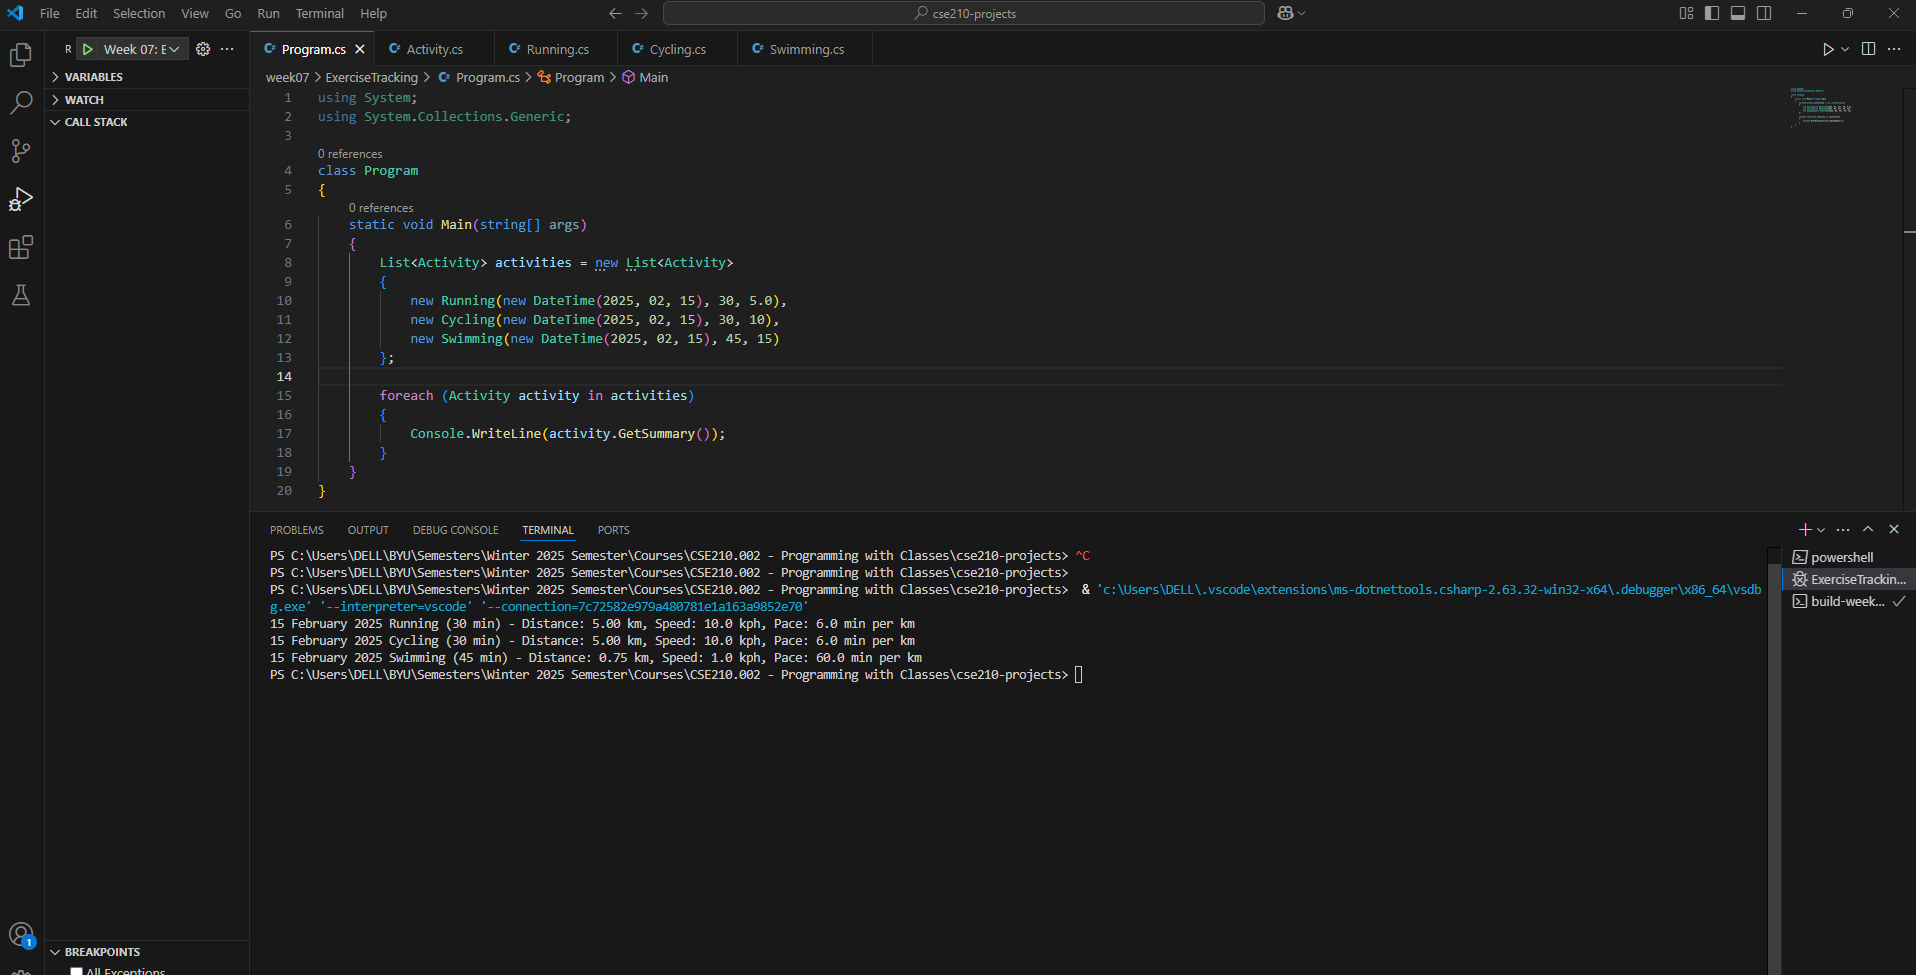 File Edit Selection View Go Run Terminal Help
cse210-projects
R Week 07: E
VARIABLES
WATCH
CALL STACK
BREAKPOINTS
All Exceptions
1
Program.cs Activity.cs Running.cs Cycling.cs Swimming.cs
week07 > ExerciseTracking > Program.cs > Program > Main
1 using System;
2 using System.Collections.Generic;
3
0 references
4 class Program
5 {
0 references
6 static void Main(string[] args)
7 {
8 List<Activity> activities = new List<Activity>
9 {
10 new Running(new DateTime(2025, 02, 15), 30, 5.0),
11 new Cycling(new DateTime(2025, 02, 15), 30, 10),
12 new Swimming(new DateTime(2025, 02, 15), 45, 15)
13 };
14
15 foreach (Activity activity in activities)
16 {
17 Console.WriteLine(activity.GetSummary());
18 }
19 }
20 }
PROBLEMS OUTPUT DEBUG CONSOLE TERMINAL PORTS
PS C:\Users\DELL\BYU\Semesters\Winter 2025 Semester\Courses\CSE210.002 - Programming with Classes\cse210-projects> ^C
PS C:\Users\DELL\BYU\Semesters\Winter 2025 Semester\Courses\CSE210.002 - Programming with Classes\cse210-projects>
PS C:\Users\DELL\BYU\Semesters\Winter 2025 Semester\Courses\CSE210.002 - Programming with Classes\cse210-projects> & 'c:\Users\DELL\.vscode\extensions\ms-dotnettools.csharp-2.63.32-win32-x64\.debugger\x86_64\vsdb
g.exe' '--interpreter=vscode' '--connection=7c72582e979a480781e1a163a9852e70'
15 February 2025 Running (30 min) - Distance: 5.00 km, Speed: 10.0 kph, Pace: 6.0 min per km
15 February 2025 Cycling (30 min) - Distance: 5.00 km, Speed: 10.0 kph, Pace: 6.0 min per km
15 February 2025 Swimming (45 min) - Distance: 0.75 km, Speed: 1.0 kph, Pace: 60.0 min per km
PS C:\Users\DELL\BYU\Semesters\Winter 2025 Semester\Courses\CSE210.002 - Programming with Classes\cse210-projects>
powershell
ExerciseTrackin...
build-week...